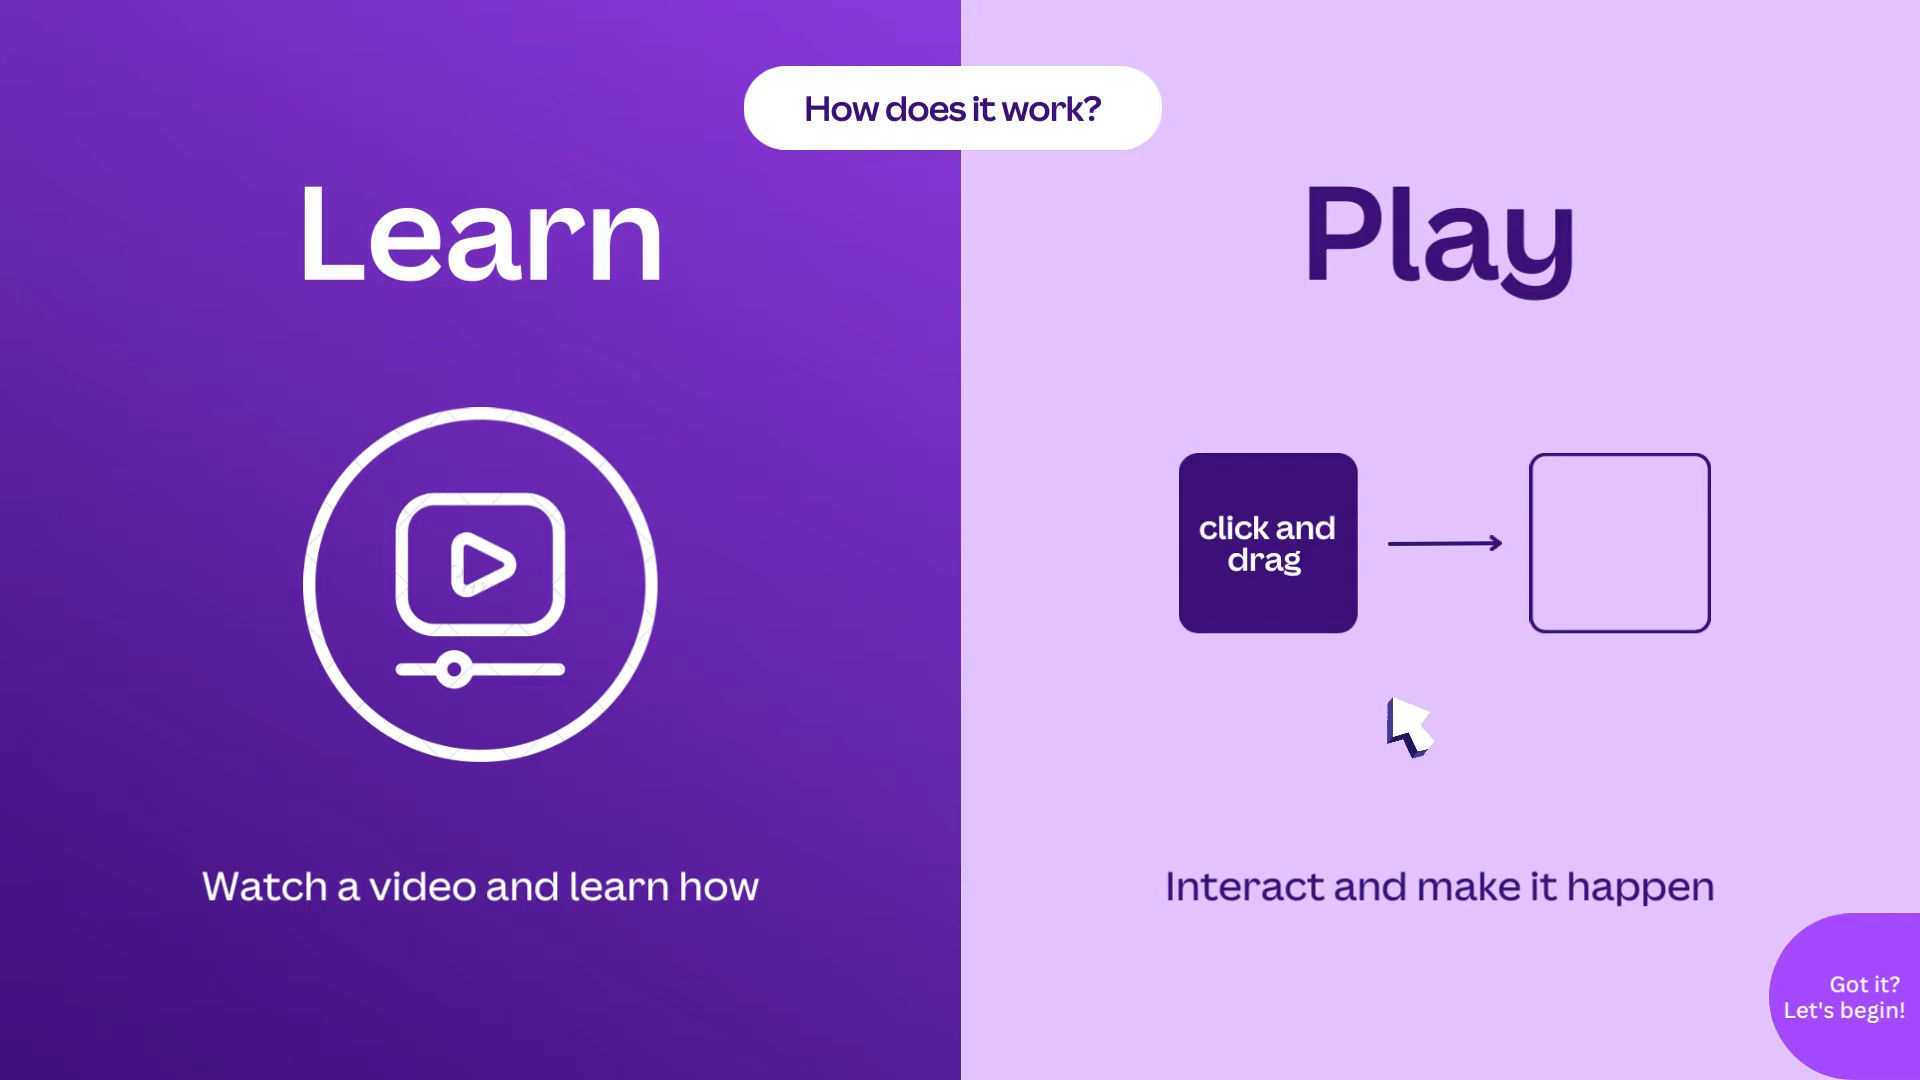 How does it work?
Learn
Watch a video and learn how
Play
click and
drag
Interact and make it happen
Got it?
Let's begin!